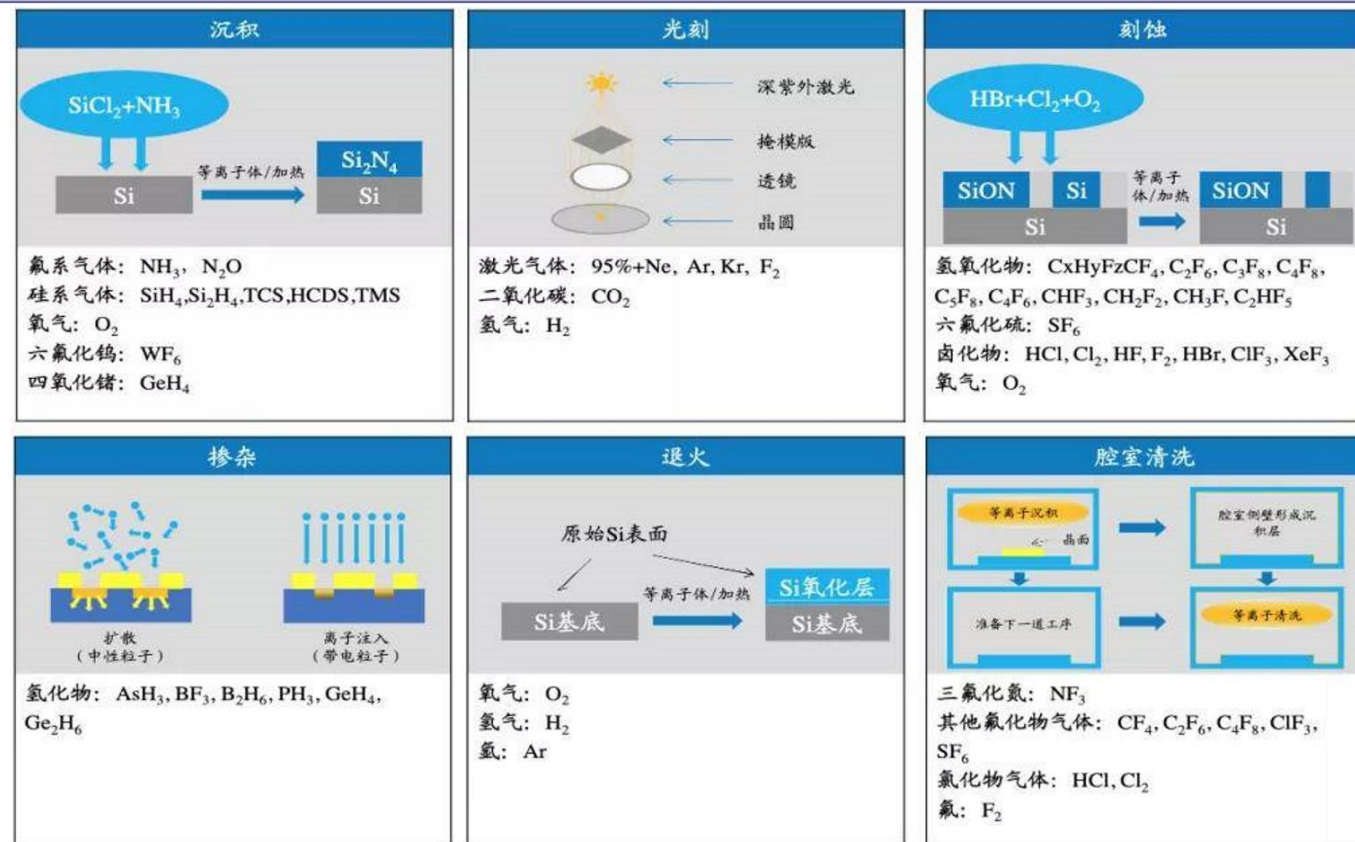 沉积
SiCl₂+NH₃
等离子体/加热
Si₂N₄
Si
Si
氟系气体：NH₃，N₂O
硅系气体：SiH₄,Si₂H₄,TCS,HCDS,TMS
氧气：O₂
六氟化钨：WF₆
四氧化锗：GeH₄
光刻
深紫外激光
掩模版
透镜
晶圆
激光气体：95%+Ne, Ar, Kr, F₂
二氧化碳：CO₂
氢气：H₂
刻蚀
HBr+Cl₂+O₂
SiON
Si
等离子
体/加热
SiON
Si
Si
氢氧化物：CxHyFzCF₄, C₂F₆, C₃F₈, C₄F₈,
C₅F₈, C₄F₆, CHF₃, CH₂F₂, CH₃F, C₂HF₅
六氟化硫：SF₆
卤化物：HCl, Cl₂, HF, F₂, HBr, ClF₃, XeF₃
氧气：O₂
掺杂
扩散
（中性粒子）
离子注入
（带电粒子）
氢化物：AsH₃, BF₃, B₂H₆, PH₃, GeH₄,
Ge₂H₆
退火
原始Si表面
等离子体/加热
Si氧化层
Si基底
Si基底
氧气：O₂
氢气：H₂
氩：Ar
腔室清洗
等离子沉积
晶面
腔室侧壁形成沉
积层
准备下一道工序
等离子清洗
三氟化氮：NF₃
其他氟化物气体：CF₄, C₂F₆, C₄F₈, ClF₃,
SF₆
氯化物气体：HCl, Cl₂
氟：F₂